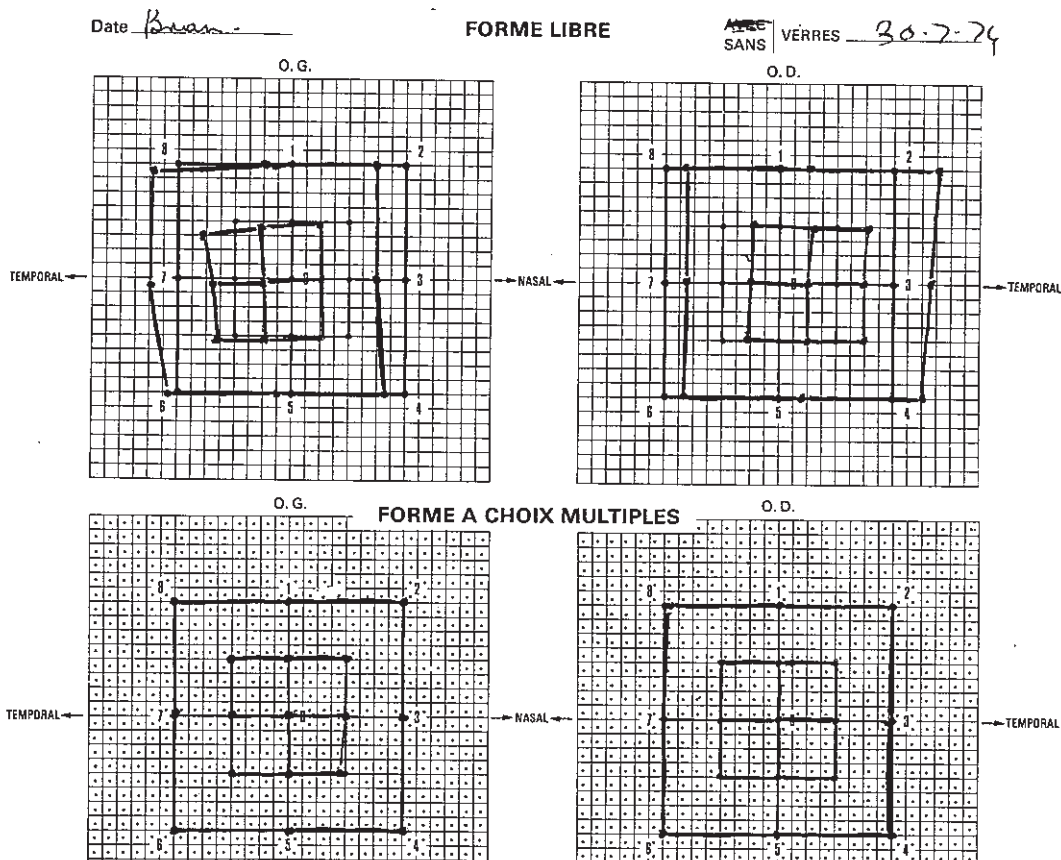 Date Brian. FORME LIBRE AVEC SANS VERRES 30-7-74
O.G. O.D.
8 1 2 8 1 2
TEMPORAL 7 0 3 NASAL 7 0 3 TEMPORAL
6 5 4 6 5 4
O.G. FORME A CHOIX MULTIPLES O.D.
8 1 2 8 1 2
TEMPORAL 7 0 3 NASAL 7 0 3 TEMPORAL
6 5 4 6 5 4